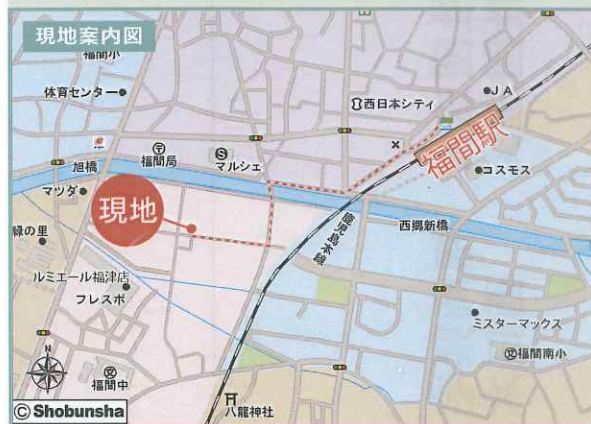 現地案内図
福間小
体育センター
JA
西日本シティ
福間駅
旭橋
福間局
マルシェ
コスモス
マツダ
現地
緑の里
鹿児島本線
西郷新橋
ルミエール福津店
フレスポ
ミスターマックス
N
福間中
福間南小
八龍神社
© Shobunsha